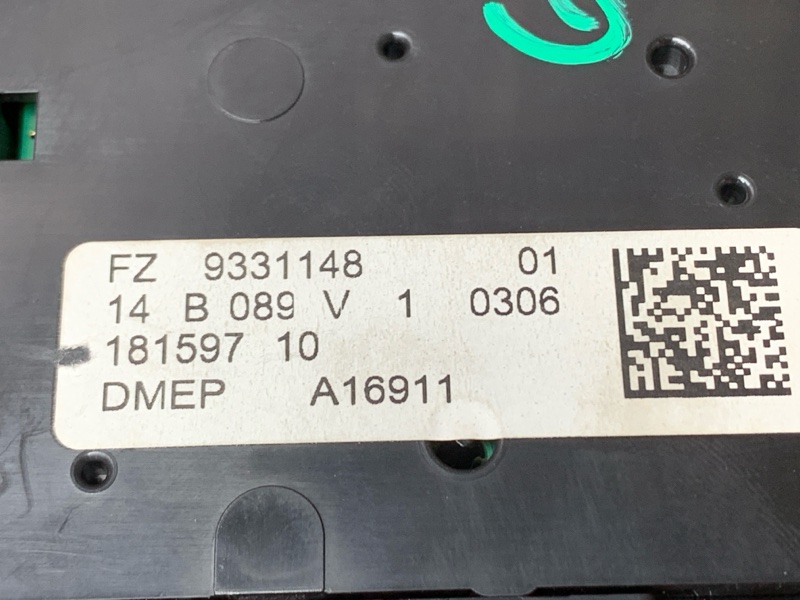 FZ 9331148 01
14 B 089 V 1 0306
181597 10
DMEP A16911